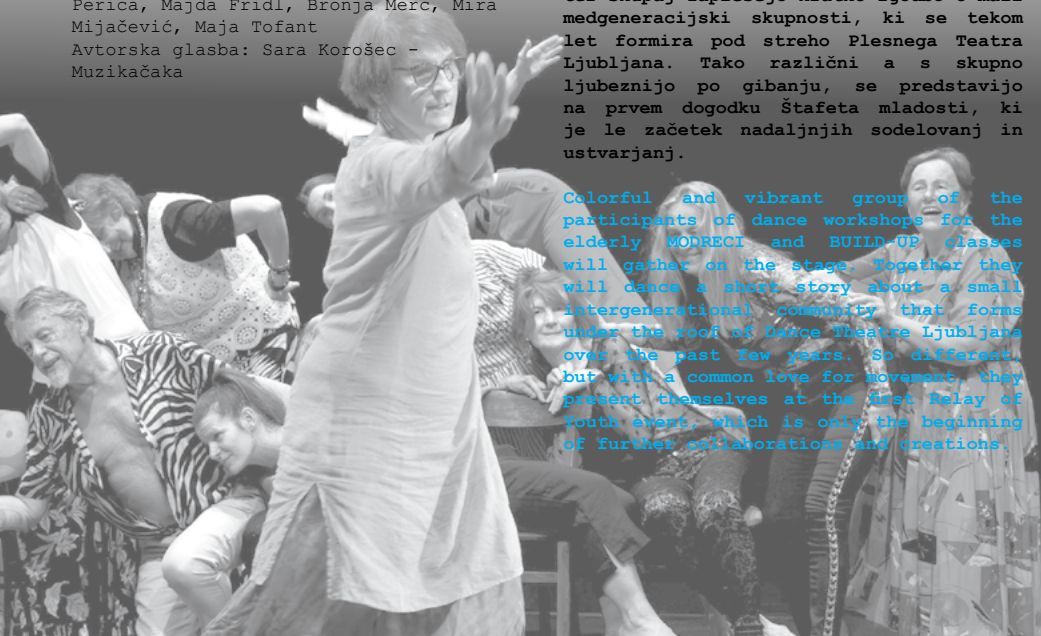 Perica, Majda Fridl, Bronja Merc, Mira
Mijačević, Maja Tofant
Avtorska glasba: Sara Korošec -
Muzikačaka
medgeneracijski skupnosti, ki se tekom
let formira pod streho Plesnega Teatra
Ljubljana. Tako različni a s skupno
ljubeznijo po gibanju, se predstavijo
na prvem dogodku Štafeta mladosti, ki
je le začetek nadaljnjih sodelovanj in
ustvarjanj.
Colorful and vibrant group of the
participants of dance workshops for the
elderly MODRECI and BUILD-UP classes
will gather on the stage. Together they
will dance a short story about a small
intergenerational community that forms
under the roof of Dance Theatre Ljubljana
over the past few years. So different,
but with a common love for movement, they
present themselves at the first Relay of
Youth event, which is only the beginning
of further collaborations and creations.